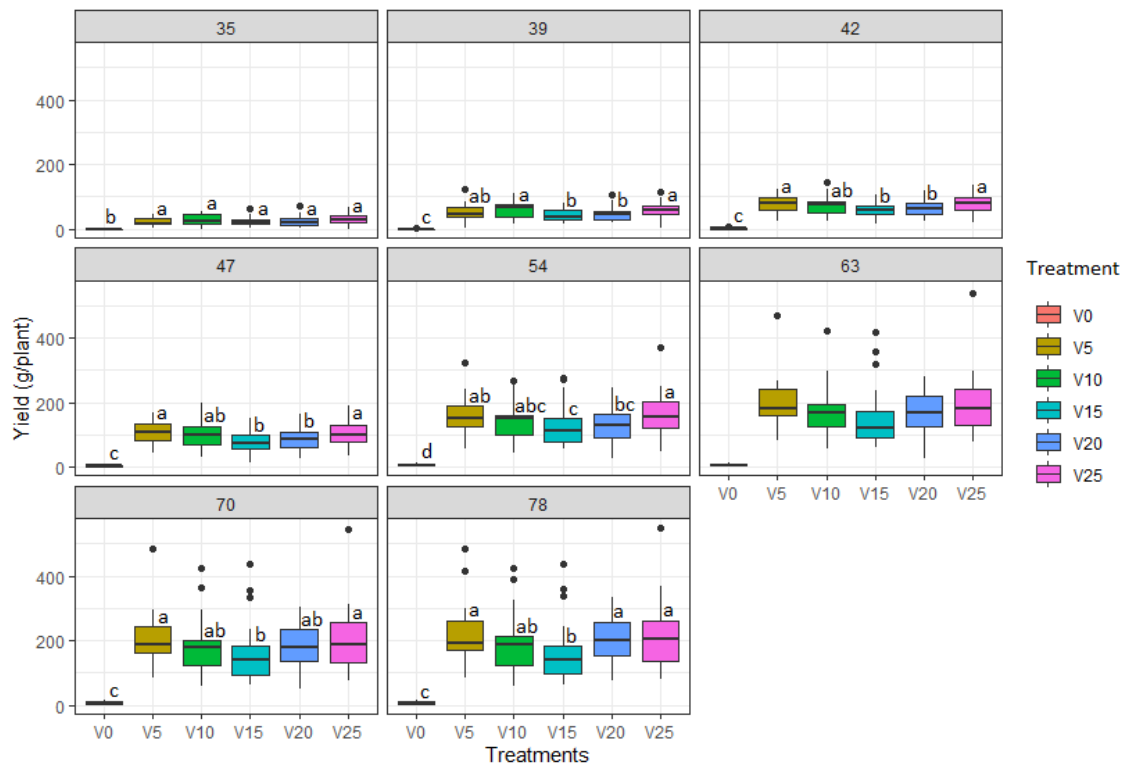 35 39 42
b a a a a a
c ab a b b a
c a ab b b a
400
200
0
47 54 63
c a ab b b a
d ab abc c bc a
400
200
0
Yield (g/plant)
V0 V5 V10 V15 V20 V25
70 78
c a ab b ab a
c a ab b a a
400
200
0
V0 V5 V10 V15 V20 V25 V0 V5 V10 V15 V20 V25
Treatments
Treatment
V0
V5
V10
V15
V20
V25